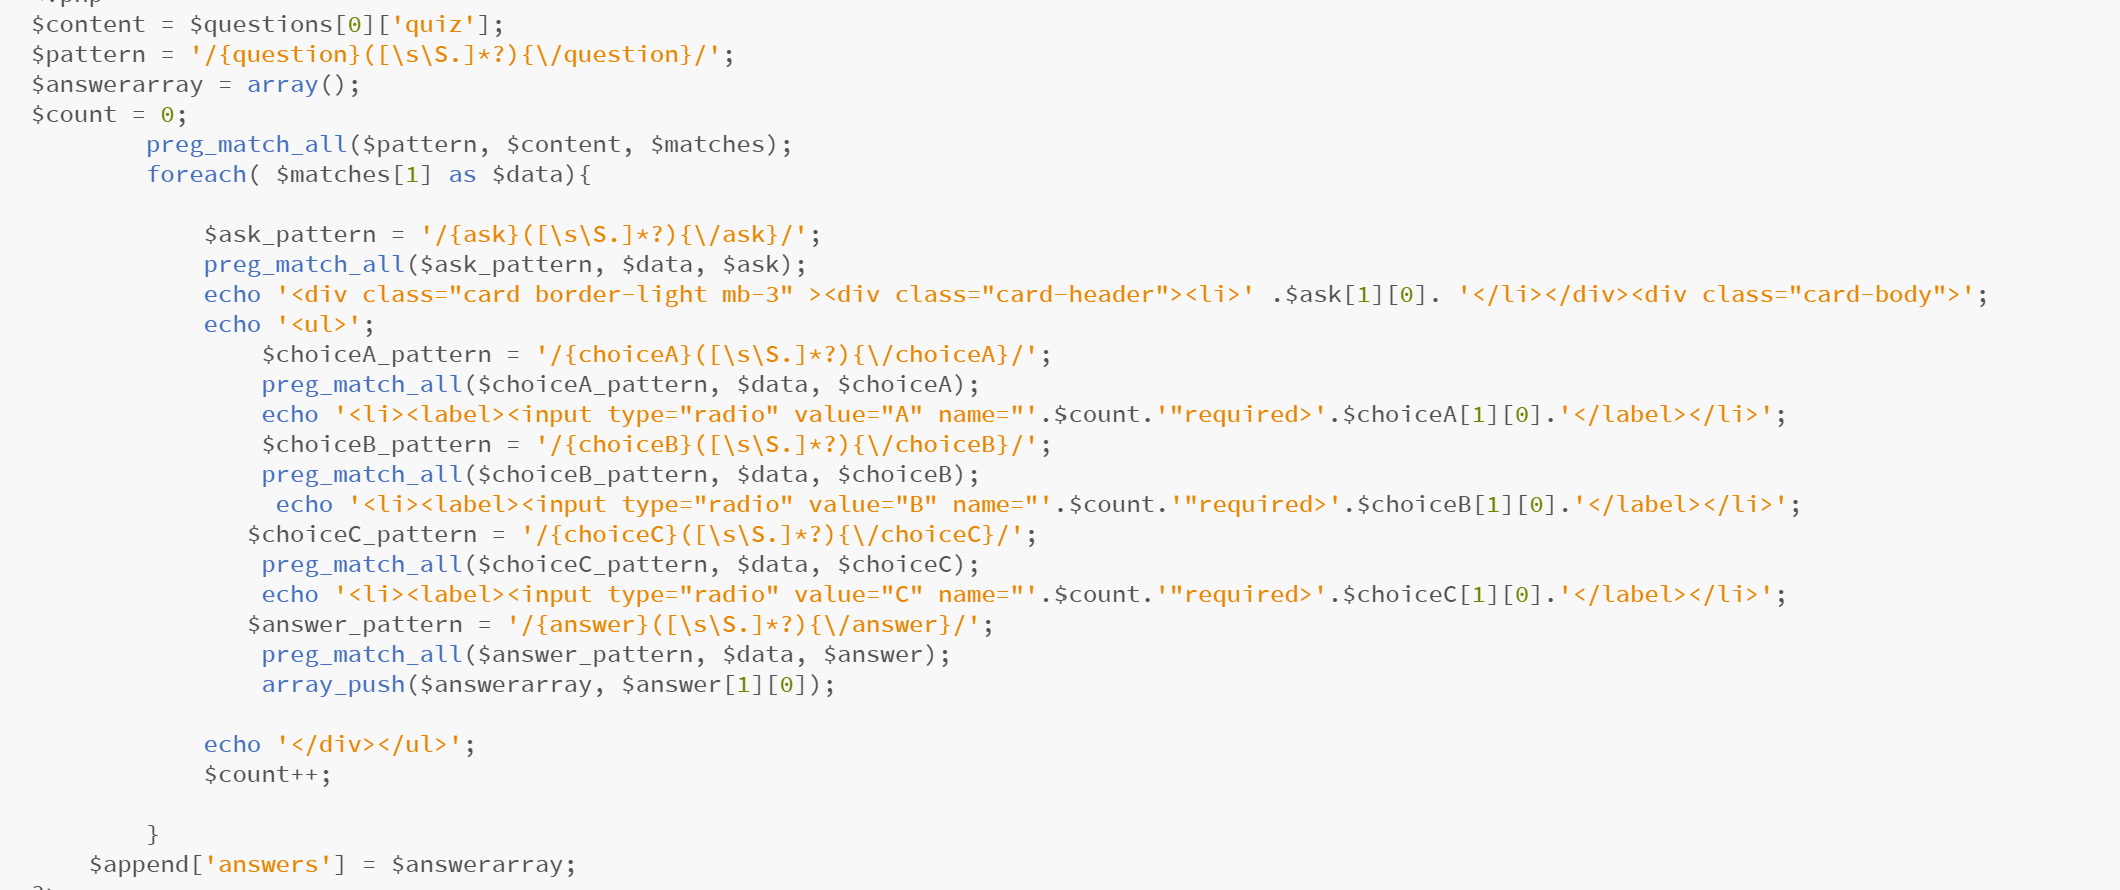 $content = $questions[0]['quiz'];
$pattern = '/{question}([\s\S.]*?){\/question}/';
$answerarray = array();
$count = 0;
preg_match_all($pattern, $content, $matches);
foreach( $matches[1] as $data){
$ask_pattern = '/{ask}([\s\S.]*?){\/ask}/';
preg_match_all($ask_pattern, $data, $ask);
echo '<div class="card border-light mb-3" ><div class="card-header"><li>' .$ask[1][0]. '</li></div><div class="card-body">';
echo '<ul>';
$choiceA_pattern = '/{choiceA}([\s\S.]*?){\/choiceA}/';
preg_match_all($choiceA_pattern, $data, $choiceA);
echo '<li><label><input type="radio" value="A" name="'.$count.'"required>'.$choiceA[1][0].'</label></li>';
$choiceB_pattern = '/{choiceB}([\s\S.]*?){\/choiceB}/';
preg_match_all($choiceB_pattern, $data, $choiceB);
echo '<li><label><input type="radio" value="B" name="'.$count.'"required>'.$choiceB[1][0].'</label></li>';
$choiceC_pattern = '/{choiceC}([\s\S.]*?){\/choiceC}/';
preg_match_all($choiceC_pattern, $data, $choiceC);
echo '<li><label><input type="radio" value="C" name="'.$count.'"required>'.$choiceC[1][0].'</label></li>';
$answer_pattern = '/{answer}([\s\S.]*?){\/answer}/';
preg_match_all($answer_pattern, $data, $answer);
array_push($answerarray, $answer[1][0]);
echo '</div></ul>';
$count++;
}
$append['answers'] = $answerarray;